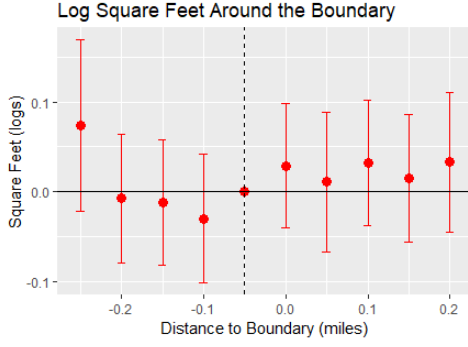 Log Square Feet Around the Boundary
Square Feet (logs)
0.1
0.0
-0.1
-0.2
-0.1
0.0
0.1
0.2
Distance to Boundary (miles)